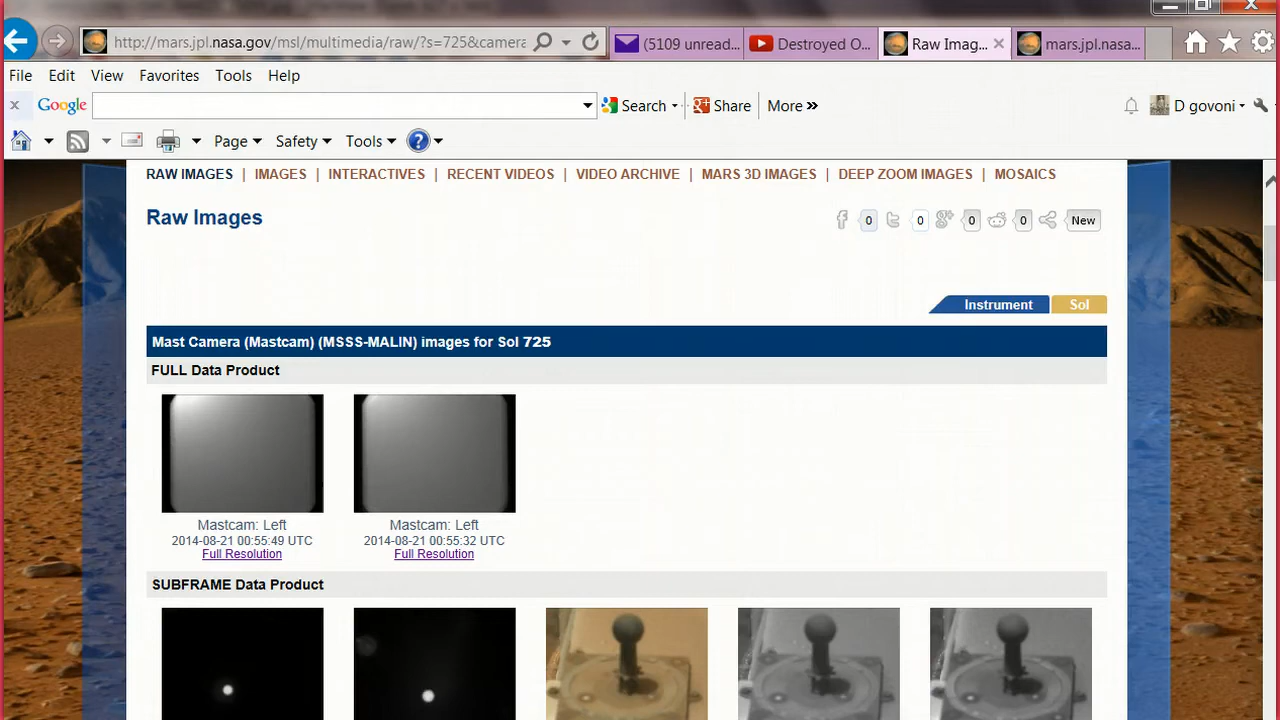 http://mars.jpl.nasa.gov/msl/multimedia/raw/?s=725&camera
(5109 unread...
Destroyed O...
Raw Imag...
mars.jpl.nasa...
File Edit View Favorites Tools Help
x Google Search Share More »
D govoni
Page Safety Tools ?
RAW IMAGES | IMAGES | INTERACTIVES | RECENT VIDEOS | VIDEO ARCHIVE | MARS 3D IMAGES | DEEP ZOOM IMAGES | MOSAICS
Raw Images
0 0 0 0 New
Instrument Sol
Mast Camera (Mastcam) (MSSS-MALIN) images for Sol 725
FULL Data Product
Mastcam: Left Mastcam: Left
2014-08-21 00:55:49 UTC 2014-08-21 00:55:32 UTC
Full Resolution Full Resolution
SUBFRAME Data Product